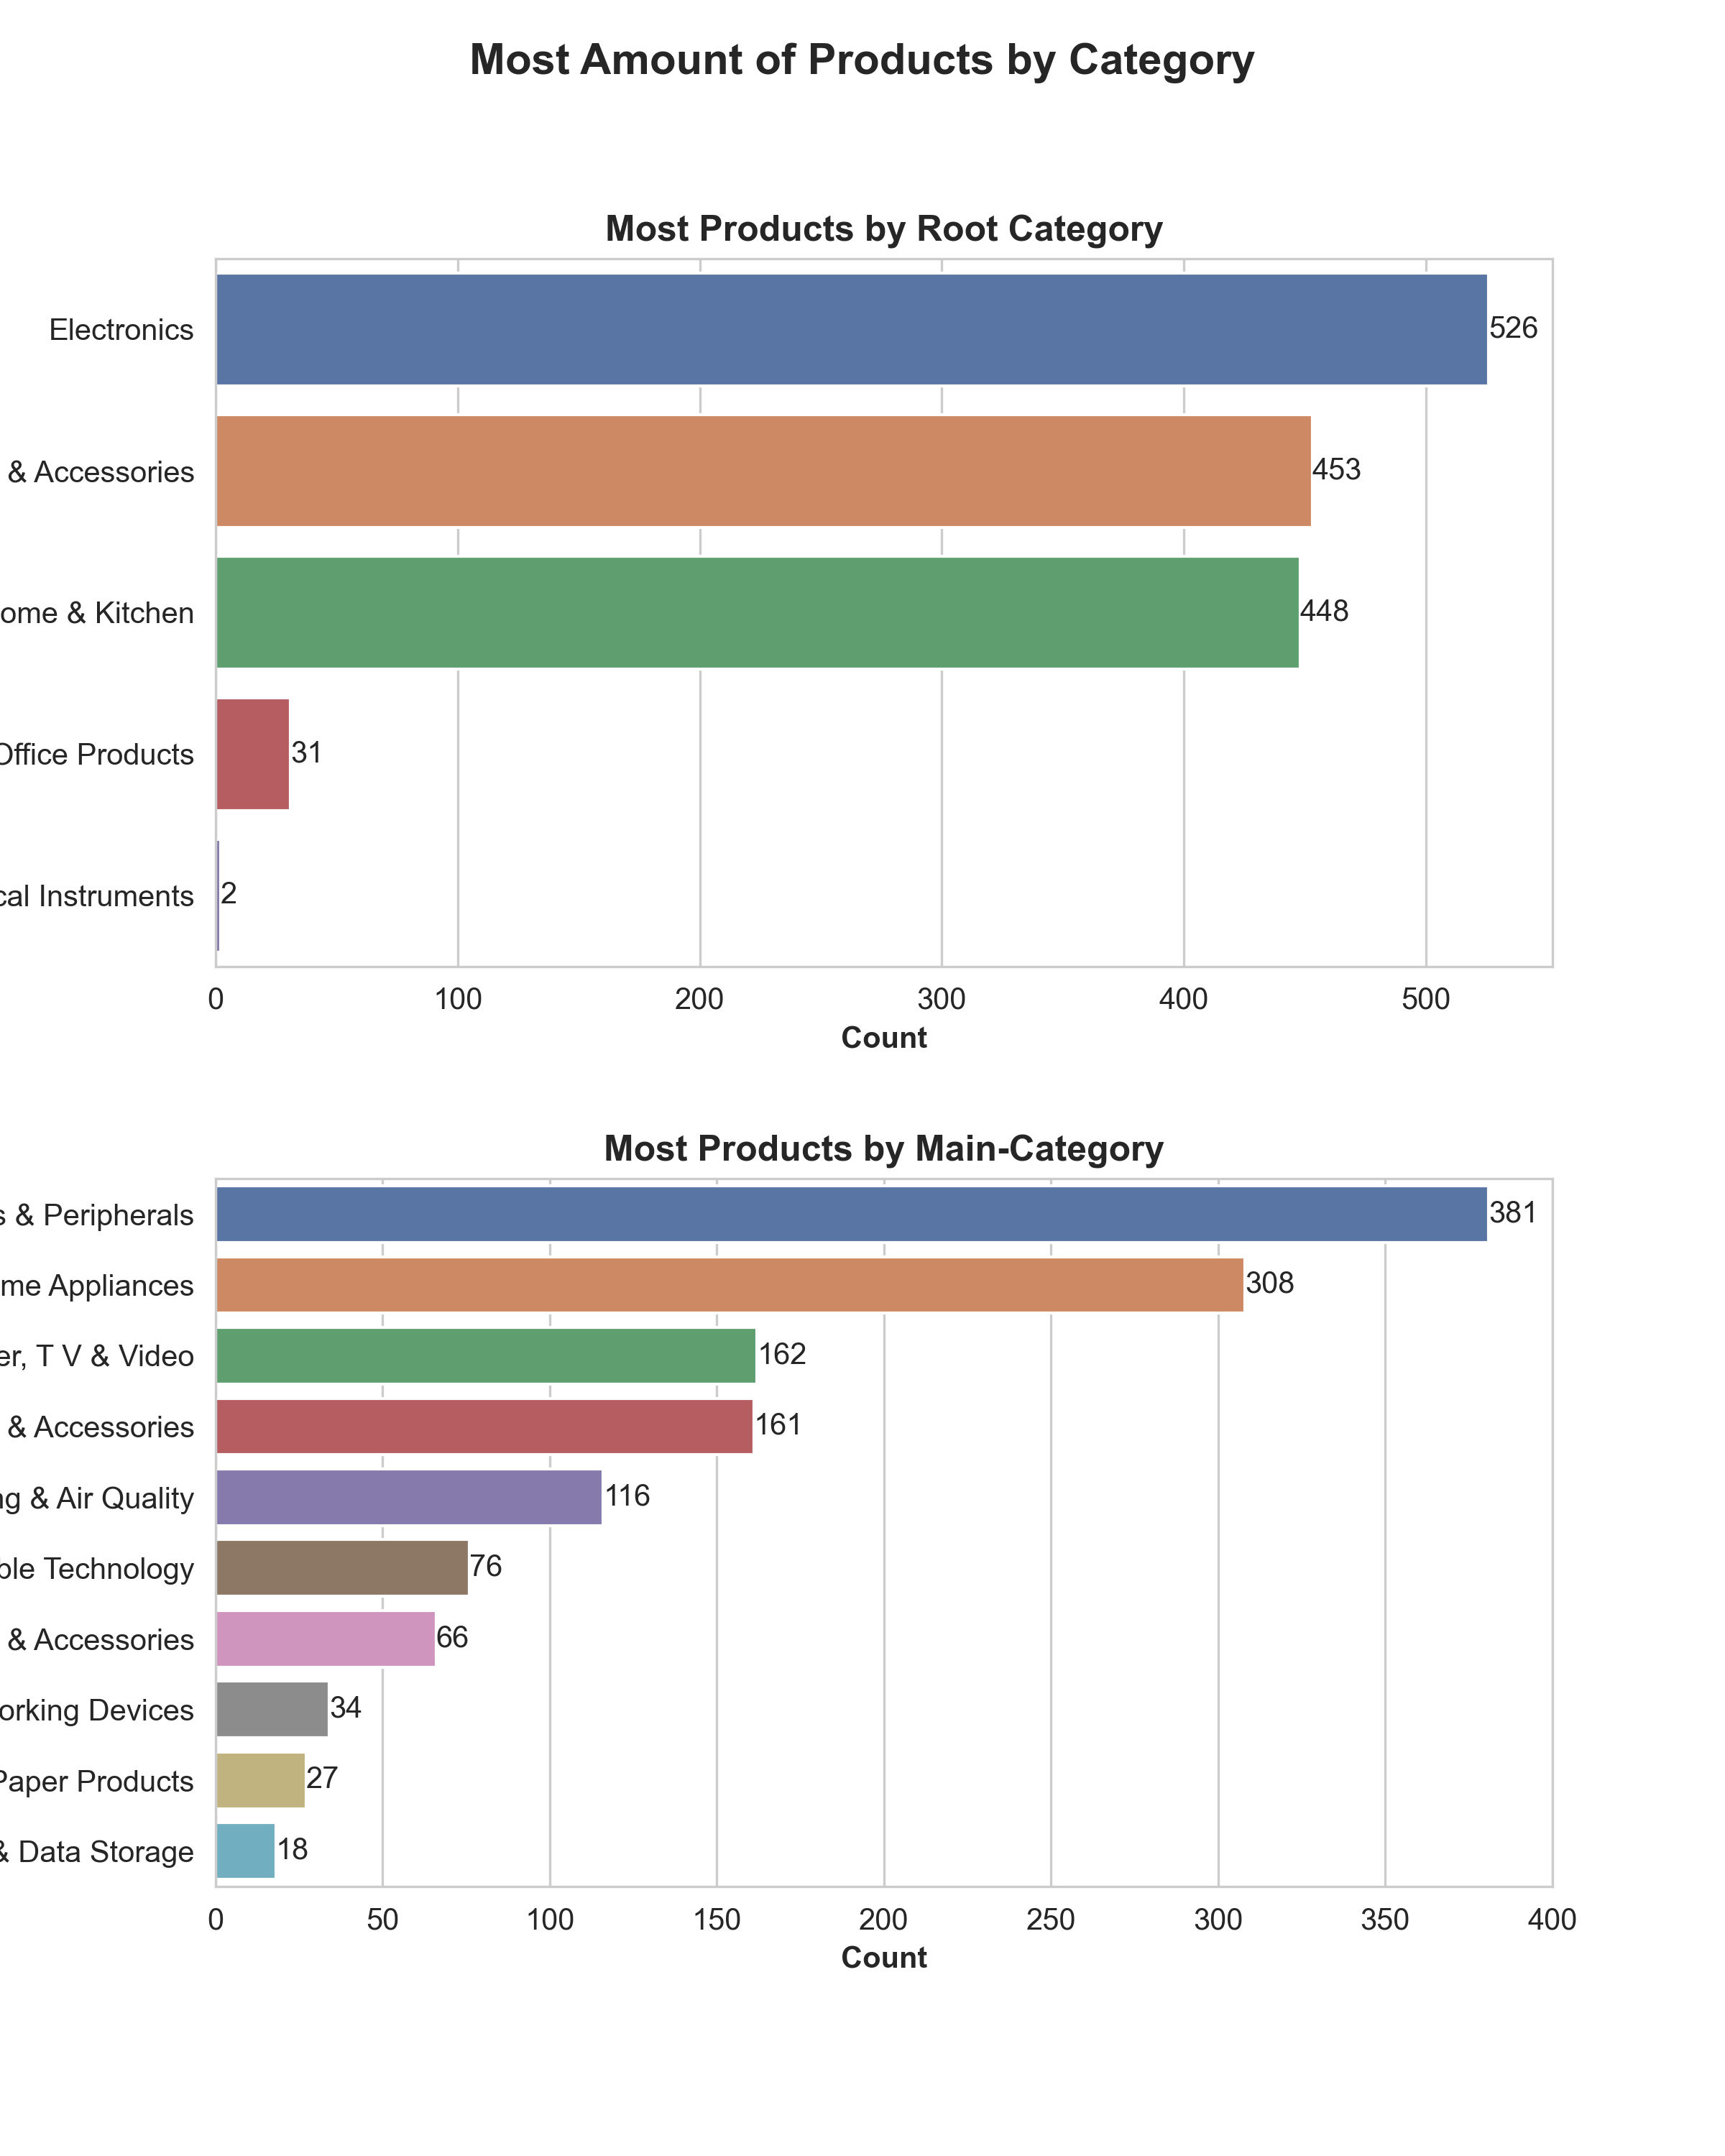 Most Amount of Products by Category
Most Products by Root Category
Electronics
526
& Accessories
453
ome & Kitchen
448
Office Products
31
cal Instruments
2
0 100 200 300 400 500
Count
Most Products by Main-Category
s & Peripherals
381
me Appliances
308
er, T V & Video
162
& Accessories
161
ng & Air Quality
116
ble Technology
76
& Accessories
66
orking Devices
34
Paper Products
27
& Data Storage
18
0 50 100 150 200 250 300 350 400
Count